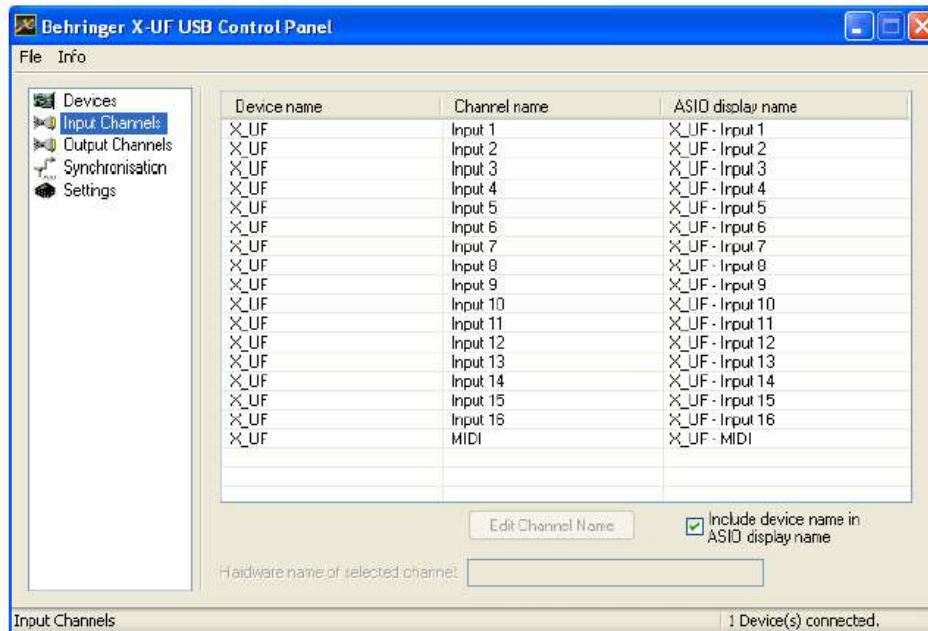 Behringer X-UF USB Control Panel
File Info
Devices
Input Channels
Output Channels
Synchronisation
Settings
Device name Channel name ASIO display name
X_UF Input 1 X_UF - Input 1
X_UF Input 2 X_UF - Input 2
X_UF Input 3 X_UF - Input 3
X_UF Input 4 X_UF - Input 4
X_UF Input 5 X_UF - Input 5
X_UF Input 6 X_UF - Input 6
X_UF Input 7 X_UF - Input 7
X_UF Input 8 X_UF - Input 8
X_UF Input 9 X_UF - Input 9
X_UF Input 10 X_UF - Input 10
X_UF Input 11 X_UF - Input 11
X_UF Input 12 X_UF - Input 12
X_UF Input 13 X_UF - Input 13
X_UF Input 14 X_UF - Input 14
X_UF Input 15 X_UF - Input 15
X_UF Input 16 X_UF - Input 16
X_UF MIDI X_UF - MIDI
Edit Channel Name
Include device name in
ASIO display name
Hardware name of selected channel
Input Channels
1 Device(s) connected.